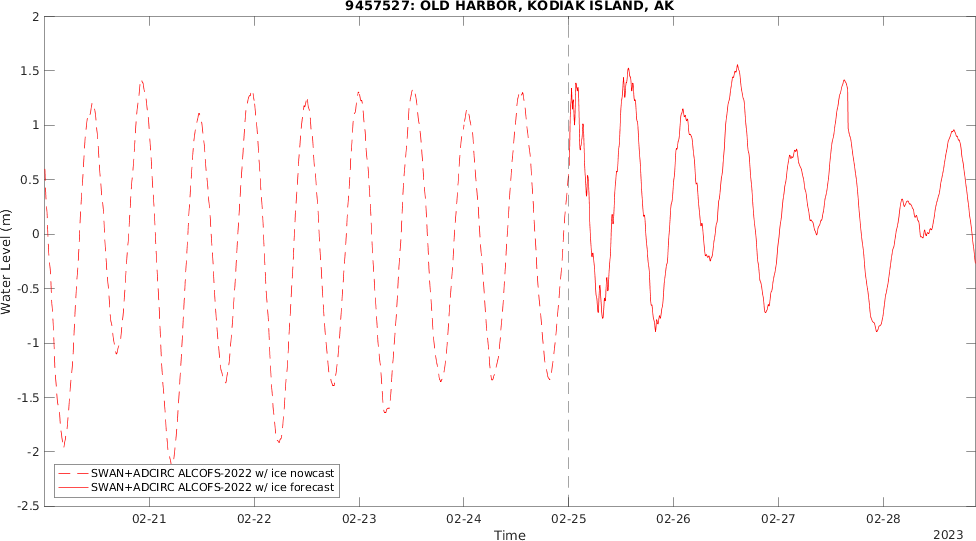 9457527: OLD HARBOR, KODIAK ISLAND, AK
2
1.5
1
0.5
0
-0.5
-1
-1.5
-2
-2.5
Water Level (m)
SWAN+ADCIRC ALCOFS-2022 w/ ice nowcast
SWAN+ADCIRC ALCOFS-2022 w/ ice forecast
02-21 02-22 02-23 02-24 02-25 02-26 02-27 02-28
Time
2023